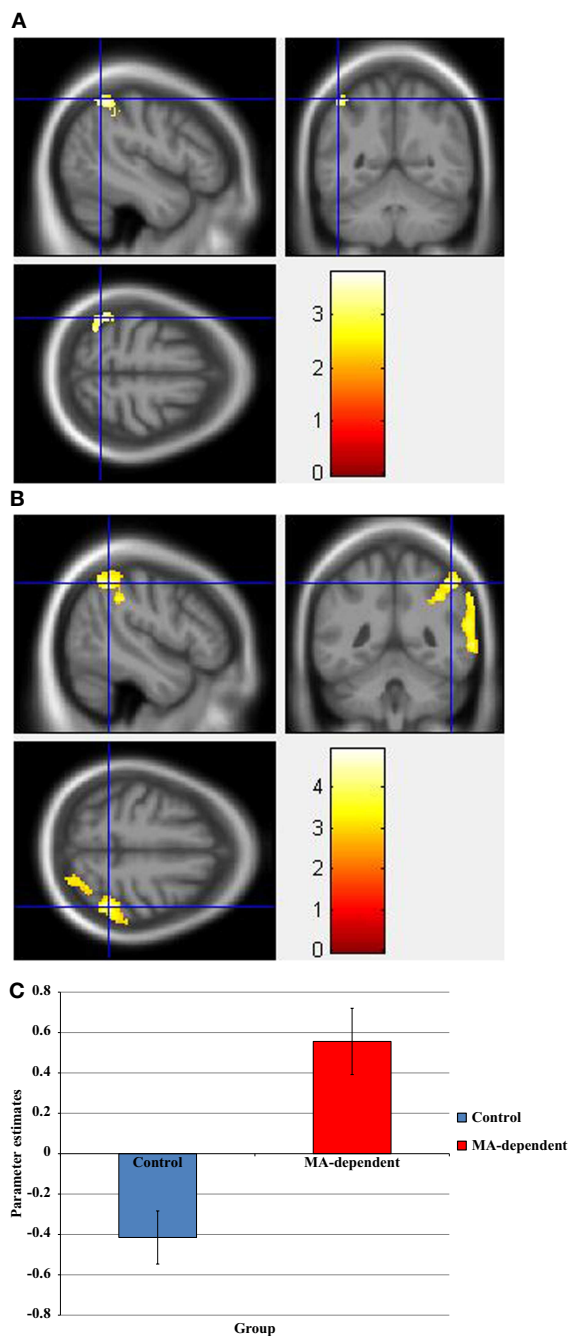 A
3
2
1
0
B
4
3
2
1
0
C
0.8
0.6
0.4
0.2
0
-0.2
-0.4
-0.6
-0.8
Parameter estimates
Control
MA-dependent
Control
MA-dependent
Group